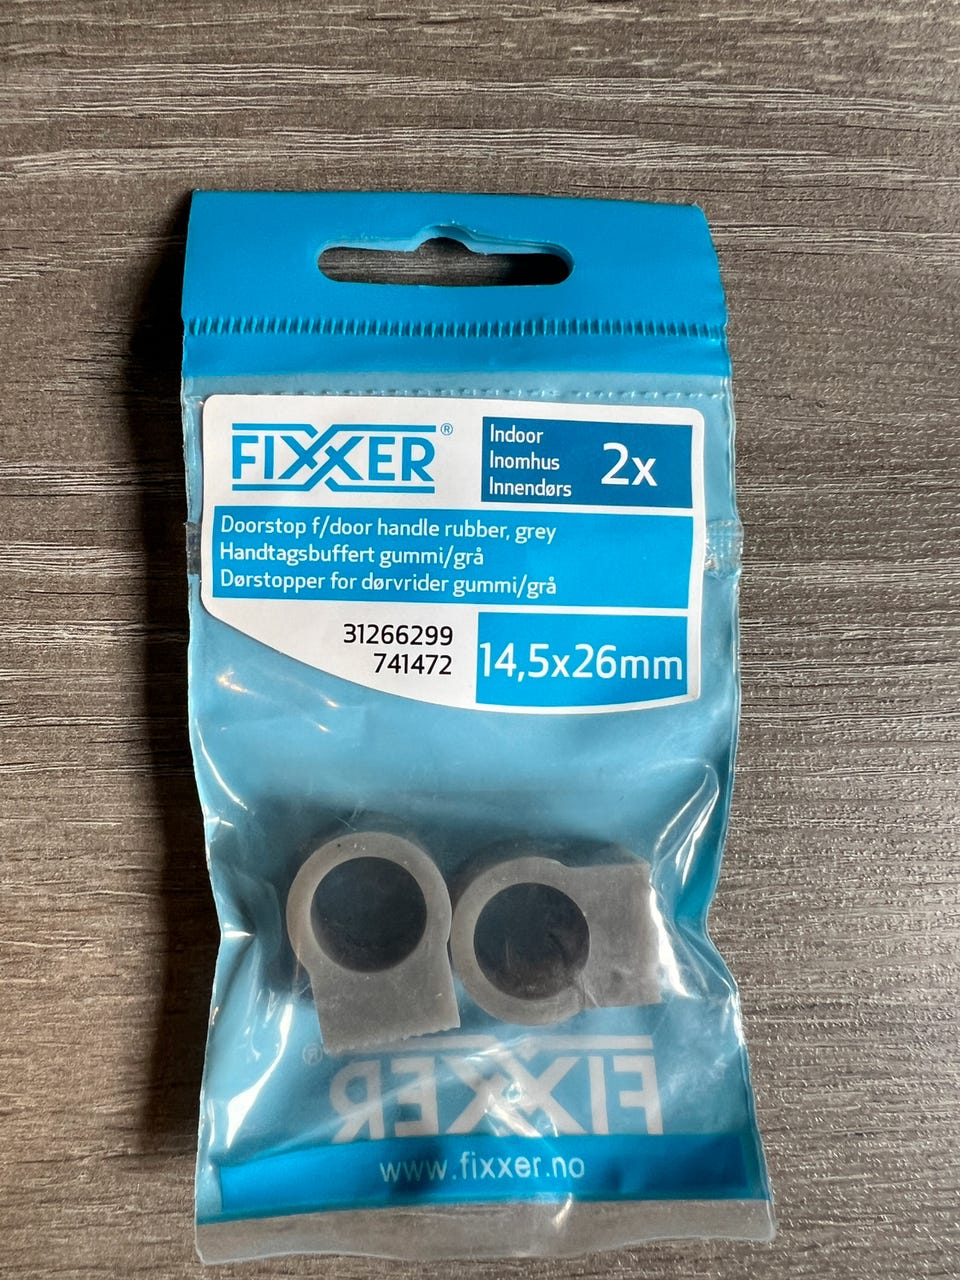 FIXXER®
Indoor
Inomhus
Innendørs
2x
Doorstop f/door handle rubber, grey
Handtagsbuffert gummi/grå
Dørstopper for dørvrider gummi/grå
31266299
741472
14,5x26mm
FIXXER®
www.fixxer.no